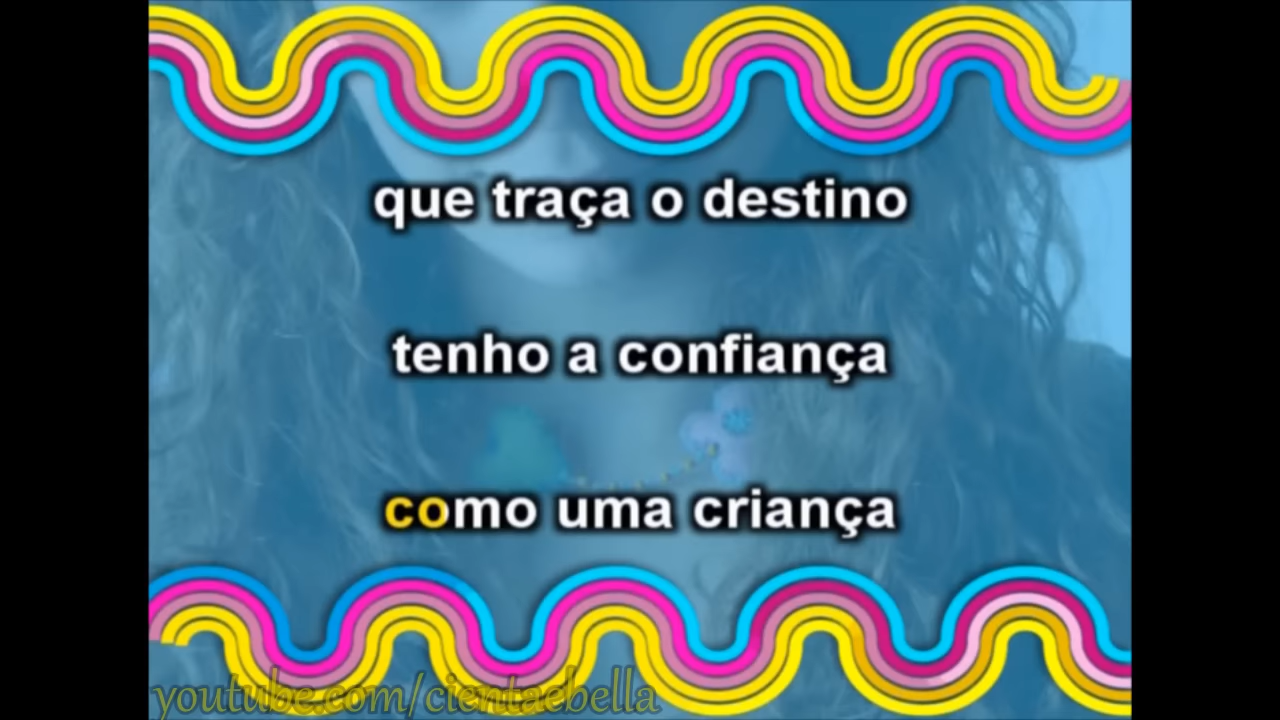 que traça o destino
tenho a confiança
como uma criança
youtube.com/cientaebella